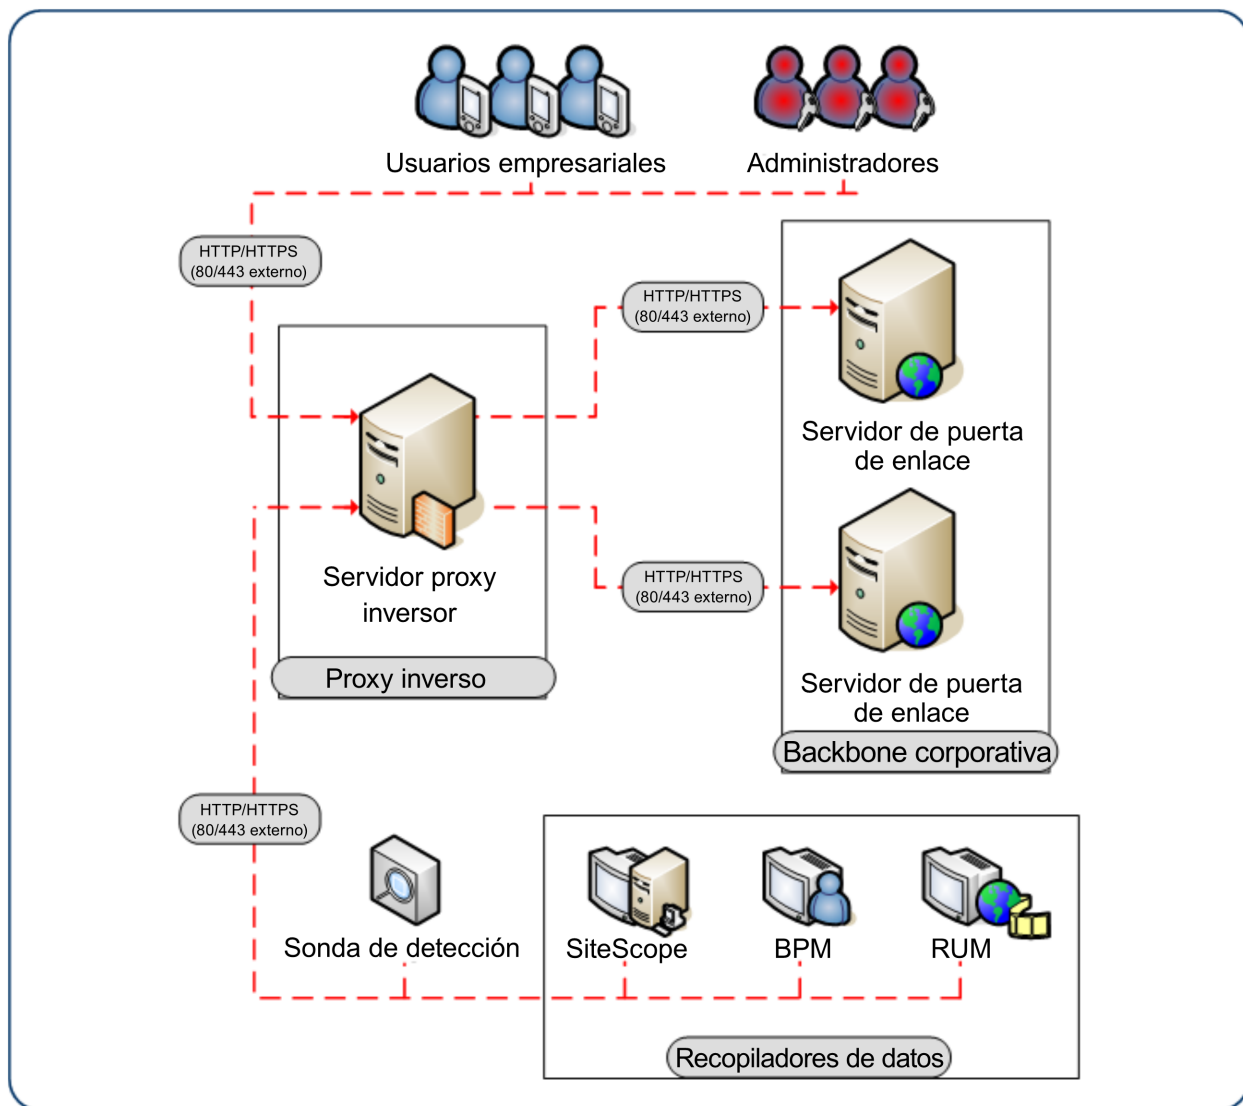 Usuarios empresariales
Administradores
HTTP/HTTPS
(80/443 externo)
HTTP/HTTPS
(80/443 externo)
Servidor de puerta
de enlace
Servidor proxy
inversor
HTTP/HTTPS
(80/443 externo)
Proxy inverso
Servidor de puerta
de enlace
Backbone corporativa
HTTP/HTTPS
(80/443 externo)
Sonda de detección
SiteScope
BPM
RUM
Recopiladores de datos